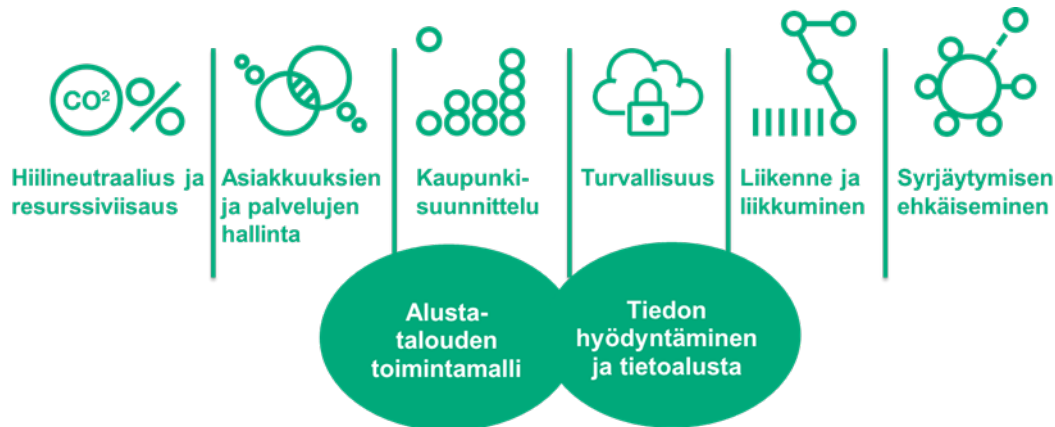 CO²
Hiilineutraalius ja
resurssiviisaus
Asiakkuuksien
ja palvelujen
hallinta
Kaupunki-
suunnittelu
Turvallisuus
Liikenne ja
liikkuminen
Syrjäytymisen
ehkäiseminen
Alusta-
talouden
toimintamalli
Tiedon
hyödyntäminen
ja tietoalusta